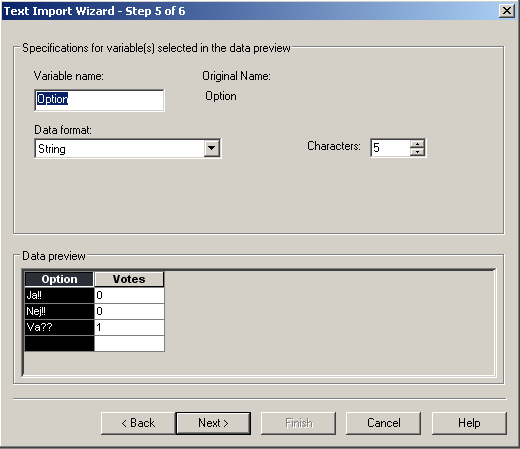 Text Import Wizard - Step 5 of 6
Specifications for variable(s) selected in the data preview
Variable name: Original Name:
Option Option
Data format:
String Characters: 5
Data preview
Option Votes
Ja!! 0
Nej!! 0
Va?? 1
< Back Next > Finish Cancel Help